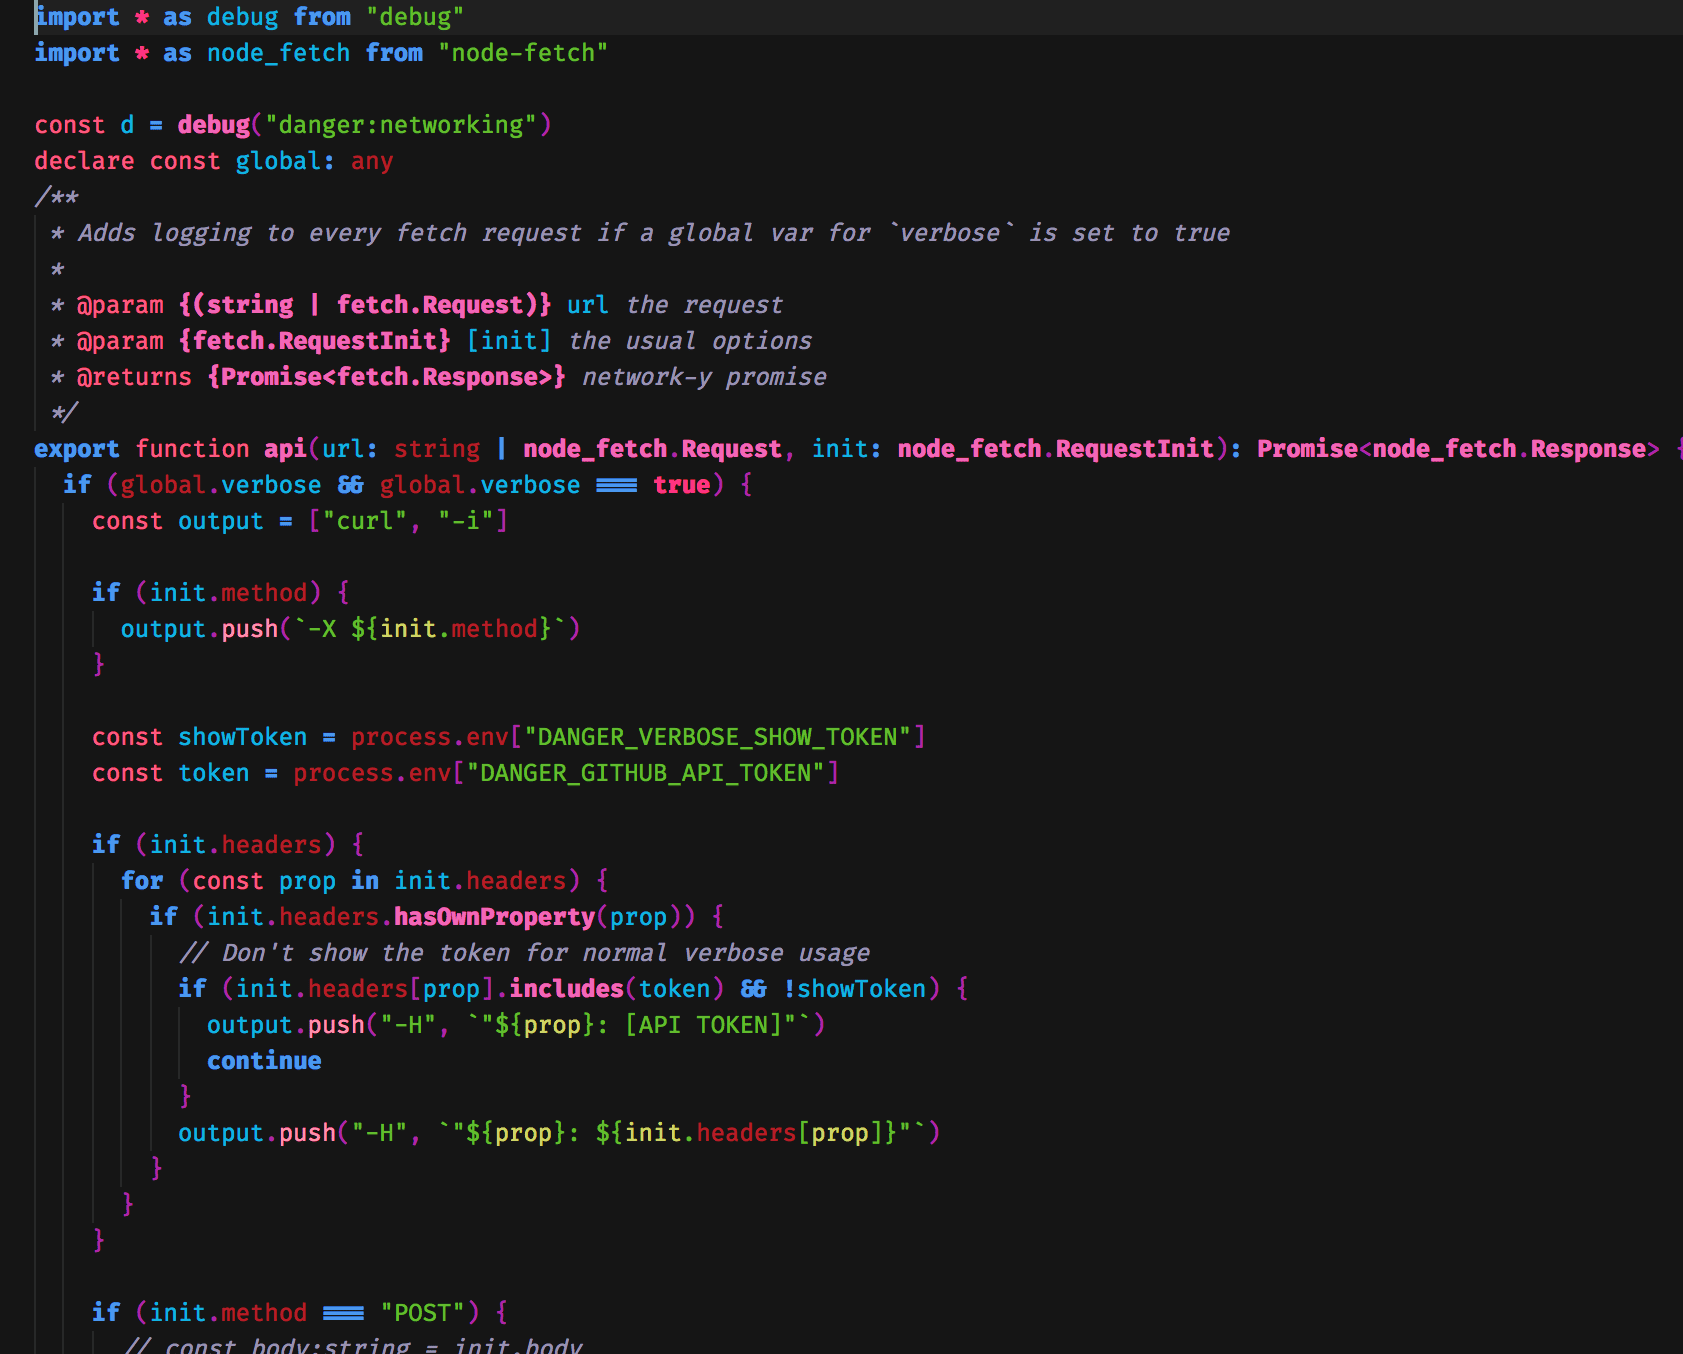 import * as debug from "debug"
import * as node_fetch from "node-fetch"
const d = debug("danger:networking")
declare const global: any
/**
* Adds logging to every fetch request if a global var for `verbose` is set to true
*
* @param {(string | fetch.Request)} url the request
* @param {fetch.RequestInit} [init] the usual options
* @returns {Promise<fetch.Response>} network-y promise
*/
export function api(url: string | node_fetch.Request, init: node_fetch.RequestInit): Promise<node_fetch.Response> {
if (global.verbose && global.verbose === true) {
const output = ["curl", "-i"]
if (init.method) {
output.push(`-X ${init.method}`)
}
const showToken = process.env["DANGER_VERBOSE_SHOW_TOKEN"]
const token = process.env["DANGER_GITHUB_API_TOKEN"]
if (init.headers) {
for (const prop in init.headers) {
if (init.headers.hasOwnProperty(prop)) {
// Don't show the token for normal verbose usage
if (init.headers[prop].includes(token) && !showToken) {
output.push("-H", `"${prop}: [API TOKEN]"`)
continue
}
output.push("-H", `"${prop}: ${init.headers[prop]}"`)
}
}
}
if (init.method === "POST") {
// const body:string = init.body